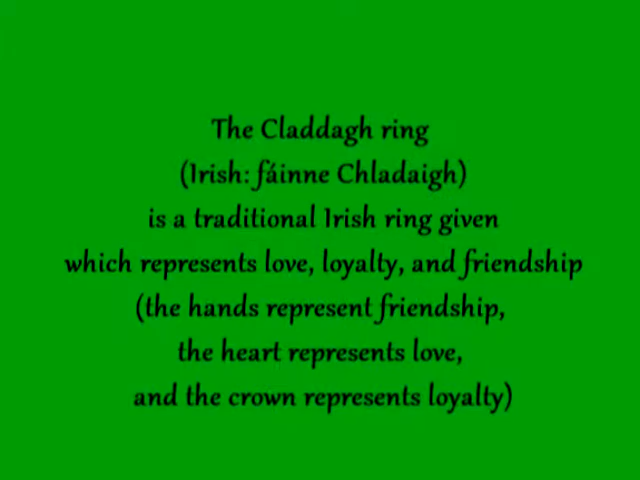 The Claddagh ring
(Irish: fáinne Chladaigh)
is a traditional Irish ring given
which represents love, loyalty, and friendship
(the hands represent friendship,
the heart represents love,
and the crown represents loyalty)